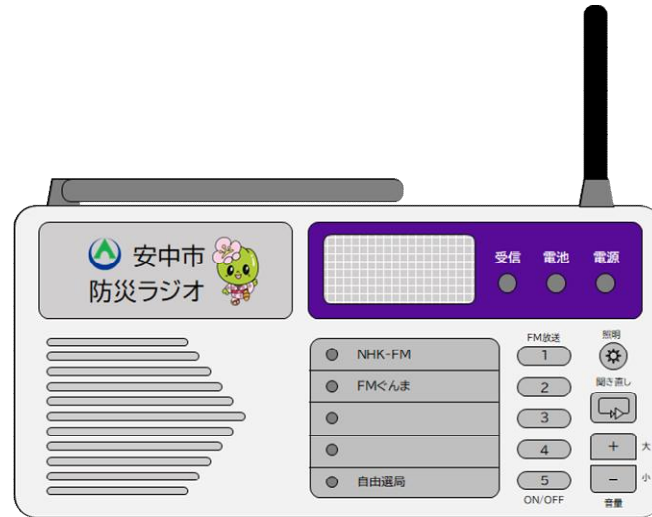 安中市
防災ラジオ
受信 電池 電源
NHK-FM
FMぐんま
自由選局
FM放送
1
2
3
4
5
ON/OFF
照明
聞き直し
+ 大
- 小
音量